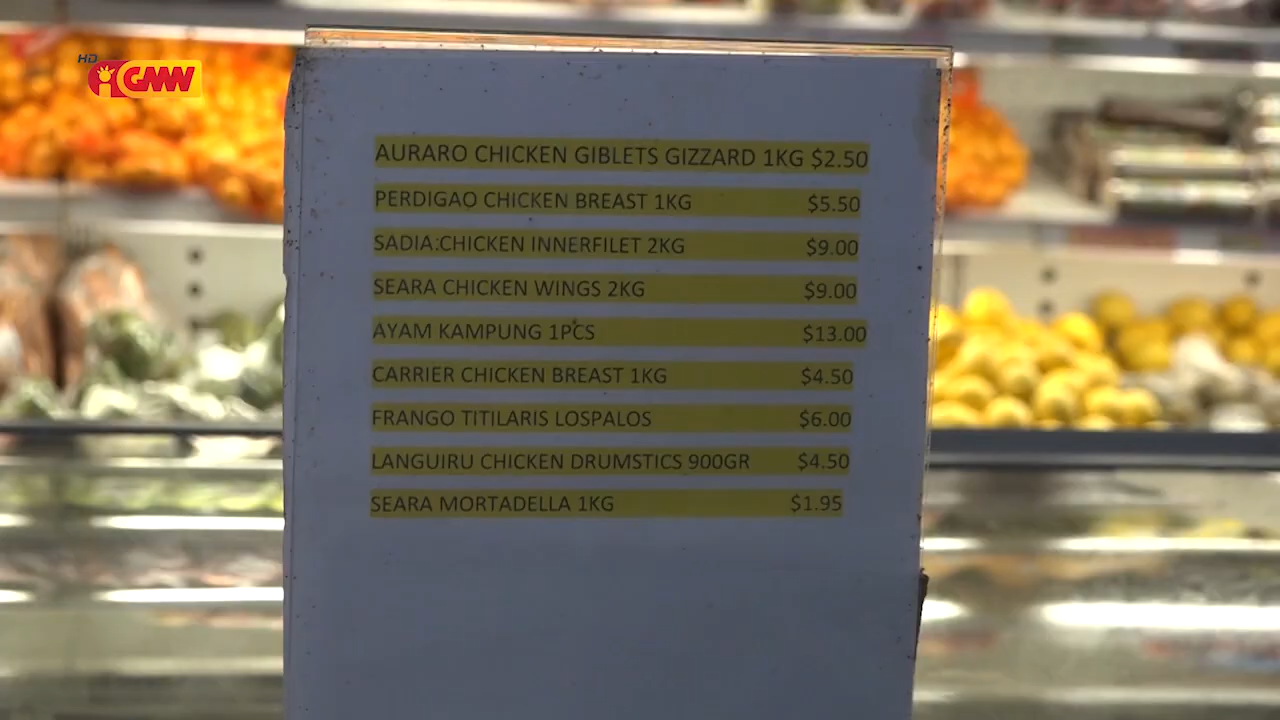 HD
GMN
AURARO CHICKEN GIBLETS GIZZARD 1KG $2.50
PERDIGAO CHICKEN BREAST 1KG $5.50
SADIA:CHICKEN INNERFILET 2KG $9.00
SEARA CHICKEN WINGS 2KG $9.00
AYAM KAMPUNG 1PCS $13.00
CARRIER CHICKEN BREAST 1KG $4.50
FRANGO TITILARIS LOSPALOS $6.00
LANGUIRU CHICKEN DRUMSTICS 900GR $4.50
SEARA MORTADELLA 1KG $1.95